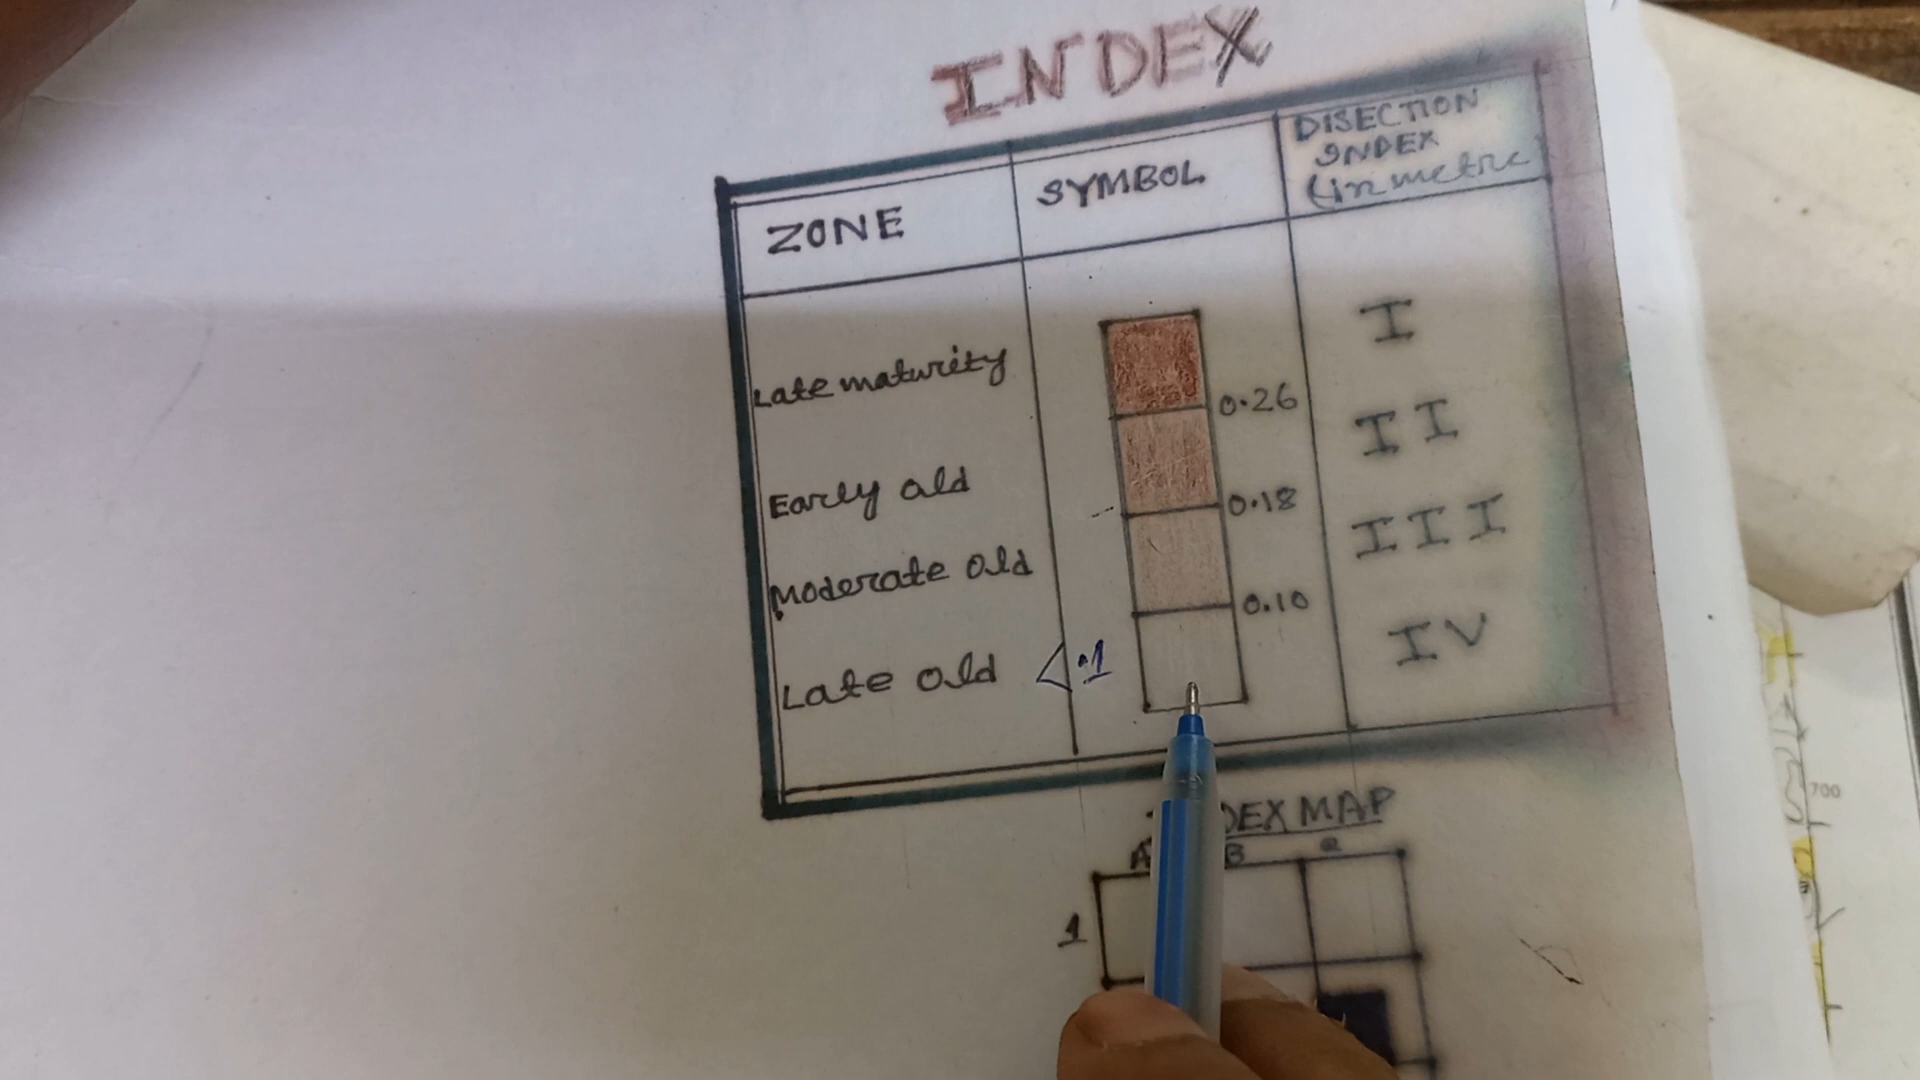 INDEX
ZONE
SYMBOL
DISECTION
INDEX
(in metre)
Late maturity
I
0.26
II
Early old
0.18
III
Moderate old
0.10
IV
Late old
<.1
DEX MAP
A B
1
700